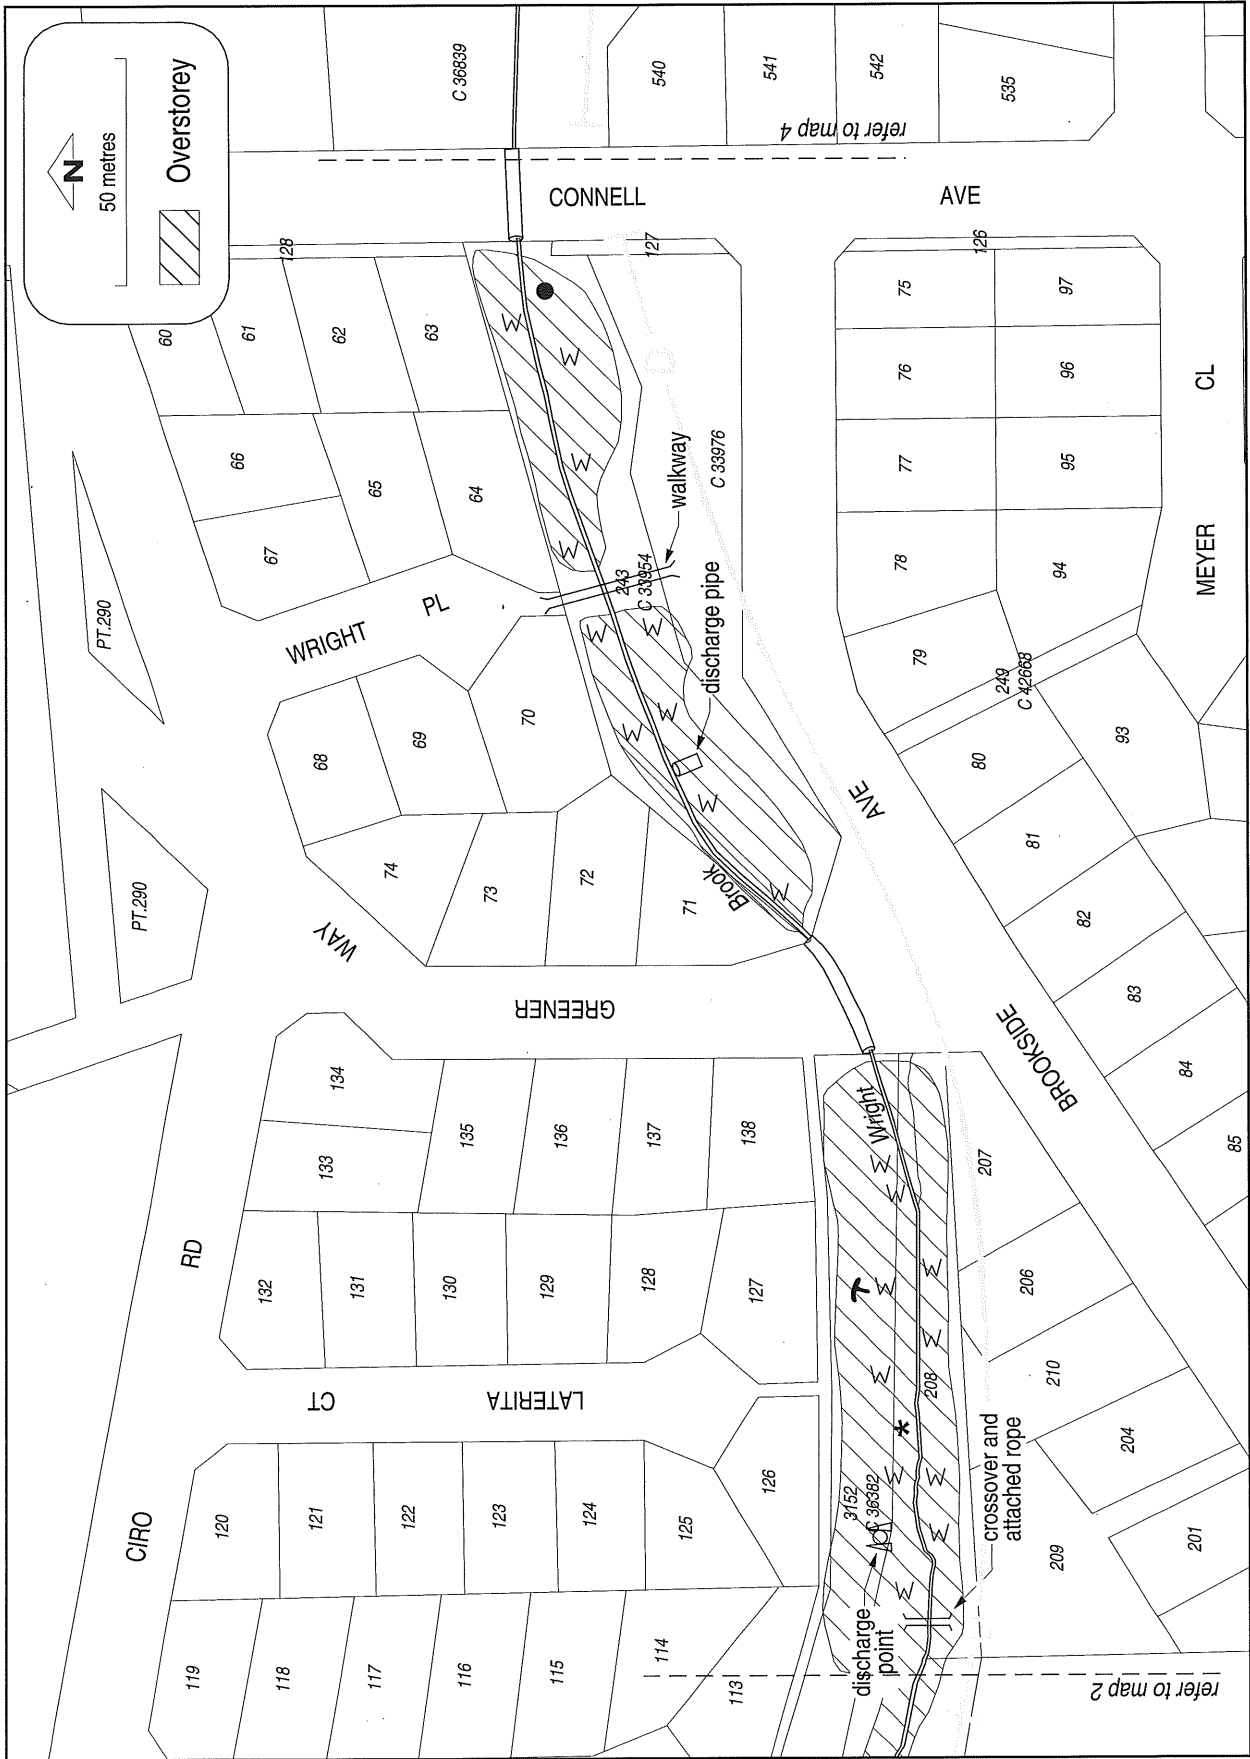 N
50 metres
Overstorey
C 36839
540
541
542
535
refer to map 4
CONNELL
AVE
128
127
126
60
61
62
63
66
65
64
67
PT.290
WRIGHT
PL
243
C 33954
walkway
C 33976
discharge pipe
75
76
77
78
79
97
96
95
94
93
CL
MEYER
249
C 42668
68
69
70
74
73
72
71
Brook
PT.290
WAY
GREENER
AVE
BROOKSIDE
80
81
82
83
84
85
134
133
135
136
137
138
RD
132
131
130
129
128
127
Wright
207
206
210
204
201
209
208
CT
LATERITA
CIRO
120
121
122
123
124
125
126
3152
C 36382
crossover and
attached rope
discharge
point
119
118
117
116
115
114
113
refer to map 2
W
W
W
W
W
W
W
W
W
W
W
W
W
T
W
W
W
W
*
W
W
W
W